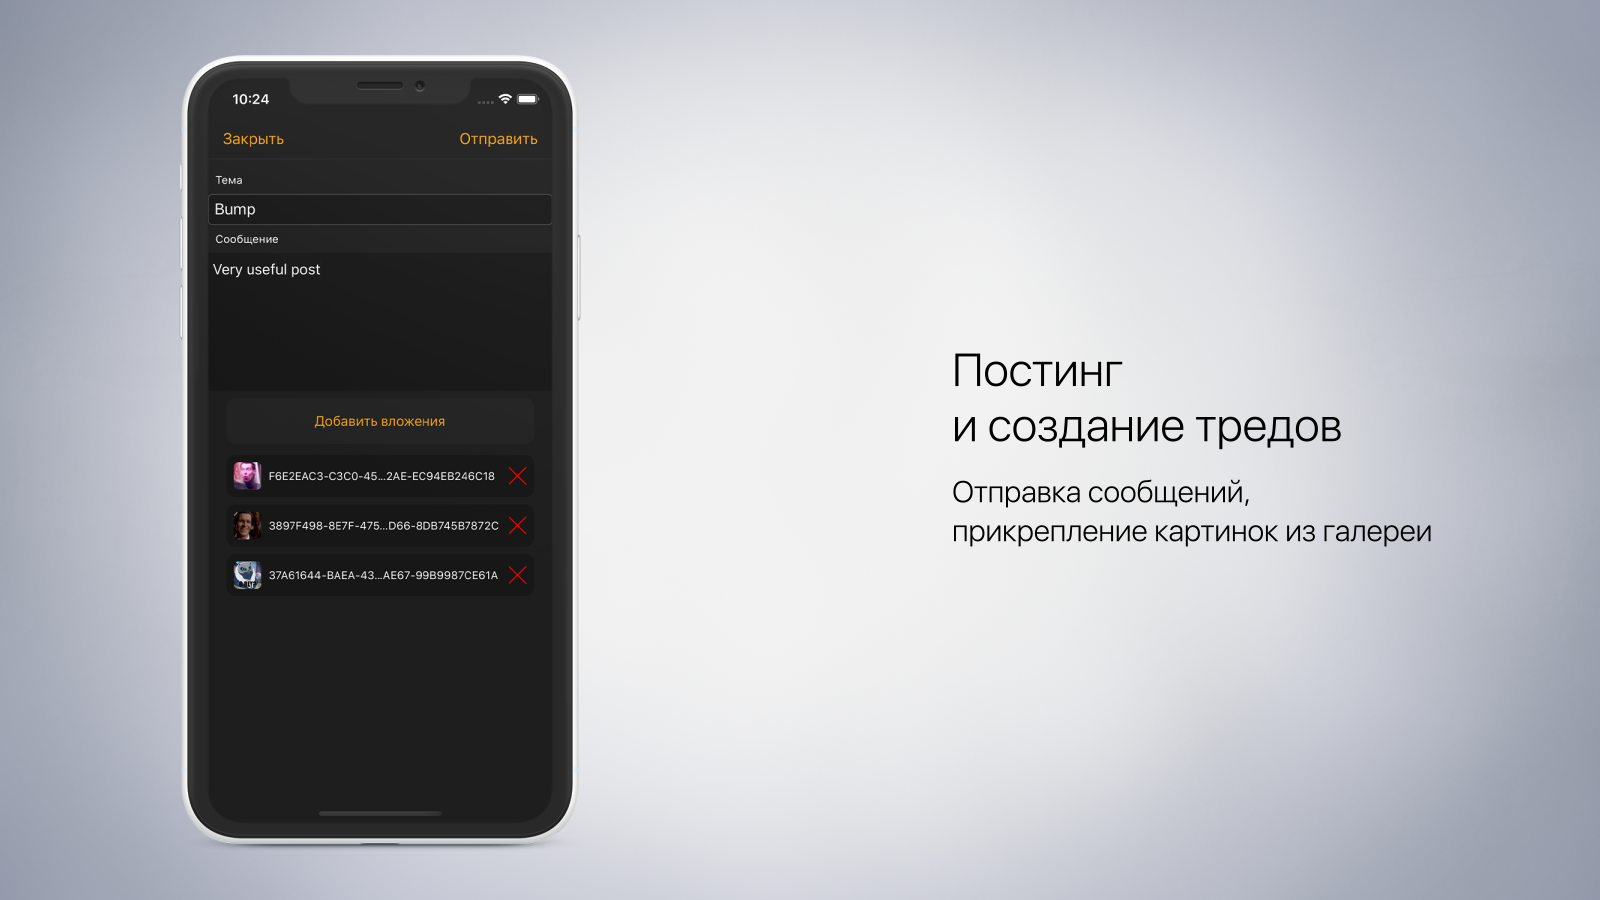 10:24
Закрыть
Отправить
Тема
Bump
Сообщение
Very useful post
Добавить вложения
F6E2EAC3-C3C0-45...2AE-EC94EB246C18
3897F498-8E7F-475...D66-8DB745B7872C
37A61644-BAEA-43...AE67-99B9987CE61A
Постинг
и создание тредов
Отправка сообщений,
прикрепление картинок из галереи